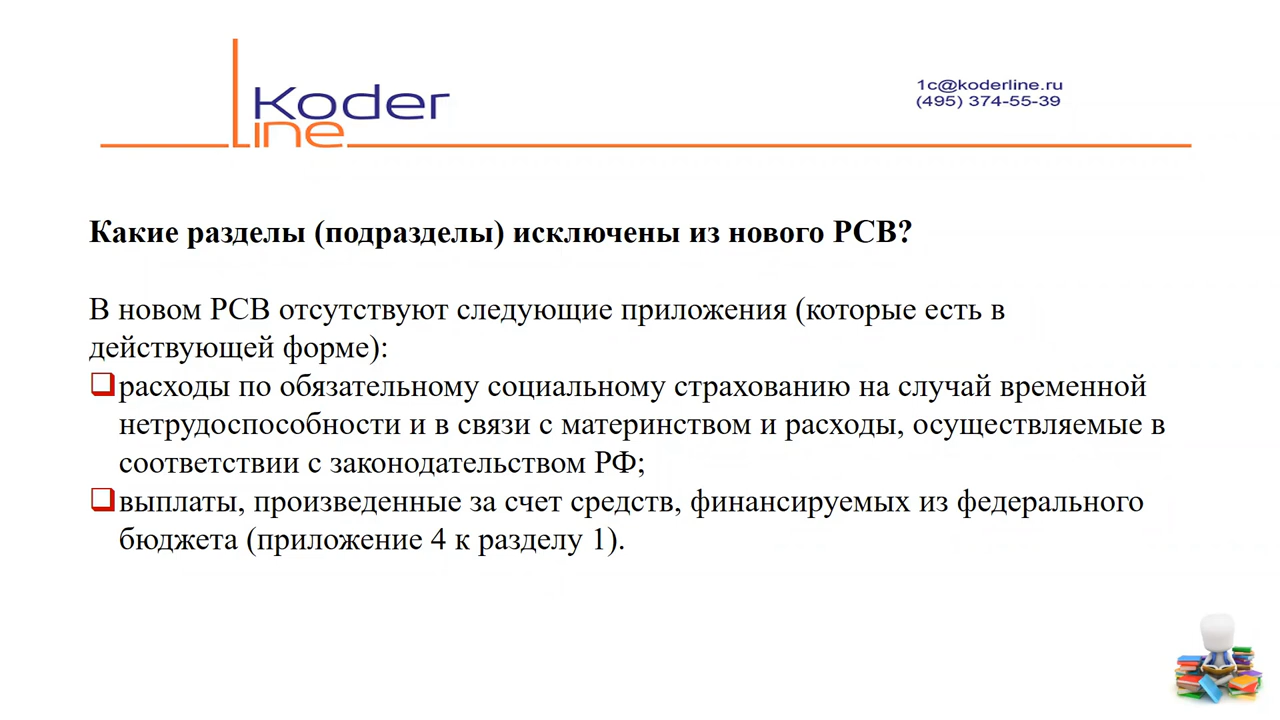 Koder
Line
1c@koderline.ru
(495) 374-55-39
Какие разделы (подразделы) исключены из нового РСВ?
В новом РСВ отсутствуют следующие приложения (которые есть в
действующей форме):
расходы по обязательному социальному страхованию на случай временной
нетрудоспособности и в связи с материнством и расходы, осуществляемые в
соответствии с законодательством РФ;
выплаты, произведенные за счет средств, финансируемых из федерального
бюджета (приложение 4 к разделу 1).